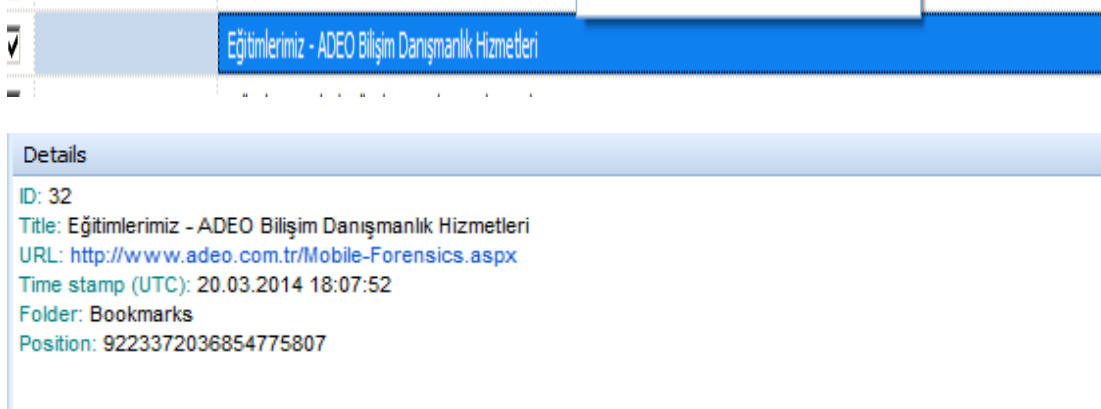 Eğitimlerimiz - ADEO Bilişim Danışmanlık Hizmetleri
Details
ID: 32
Title: Eğitimlerimiz - ADEO Bilişim Danışmanlık Hizmetleri
URL: http://www.adeo.com.tr/Mobile-Forensics.aspx
Time stamp (UTC): 20.03.2014 18:07:52
Folder: Bookmarks
Position: 9223372036854775807